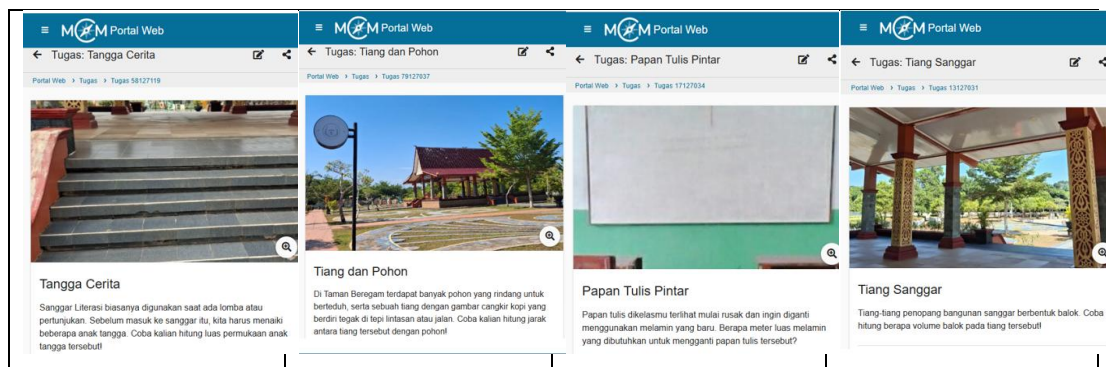 ≡ MCM Portal Web
← Tugas: Tangga Cerita
Portal Web > Tugas > Tugas 58127119
Tangga Cerita
Sanggar Literasi biasanya digunakan saat ada lomba atau
pertunjukan. Sebelum masuk ke sanggar itu, kita harus menaiki
beberapa anak tangga. Coba kalian hitung luas permukaan anak
tangga tersebut!
≡ MCM Portal Web
← Tugas: Tiang dan Pohon
Portal Web > Tugas > Tugas 78127037
Tiang dan Pohon
Di Taman Beregam terdapat banyak pohon yang rindang untuk
berteduh, serta sebuah tiang dengan gambar cangkir kopi yang
berdiri tegak di tepi lintasan atau jalan. Coba kalian hitung jarak
antara tiang tersebut dengan pohon!
≡ MCM Portal Web
← Tugas: Papan Tulis Pintar
Portal Web > Tugas > Tugas 17127034
Papan Tulis Pintar
Papan tulis dikelasmu terlihat mulai rusak dan ingin diganti
menggunakan melamin yang baru. Berapa meter luas melamin
yang dibutuhkan untuk mengganti papan tulis tersebut?
≡ MCM Portal Web
← Tugas: Tiang Sanggar
Portal Web > Tugas > Tugas 13127031
Tiang Sanggar
Tiang-tiang penopang bangunan sanggar berbentuk balok. Coba
hitung berapa volume balok pada tiang tersebut!